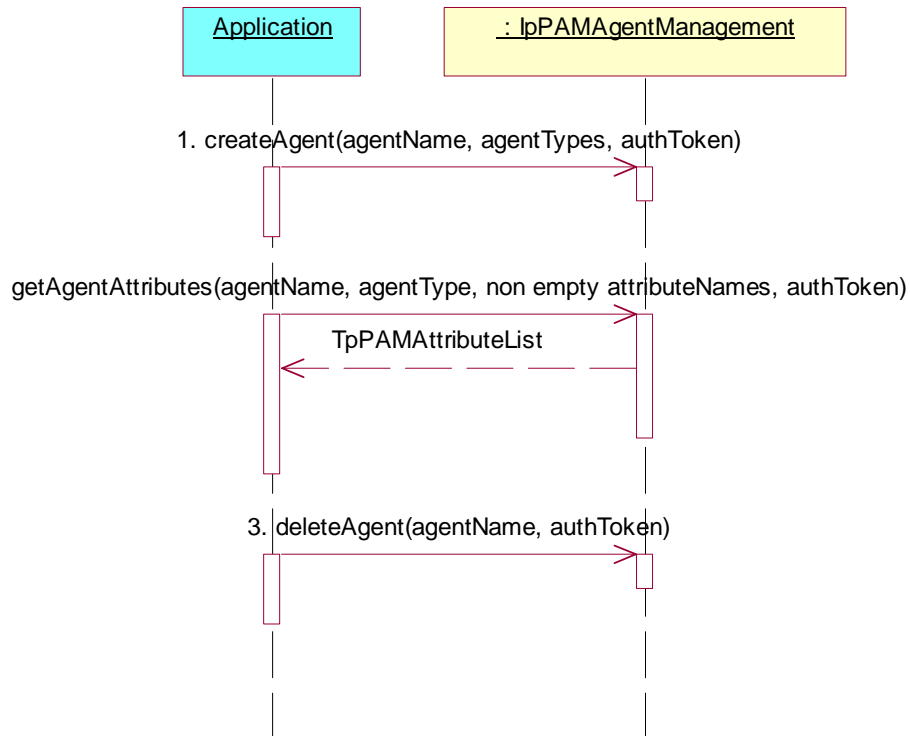 Application
: IpPAMAgentManagement
1. createAgent(agentName, agentTypes, authToken)
getAgentAttributes(agentName, agentType, non empty attributeNames, authToken)
TpPAMAttributeList
3. deleteAgent(agentName, authToken)